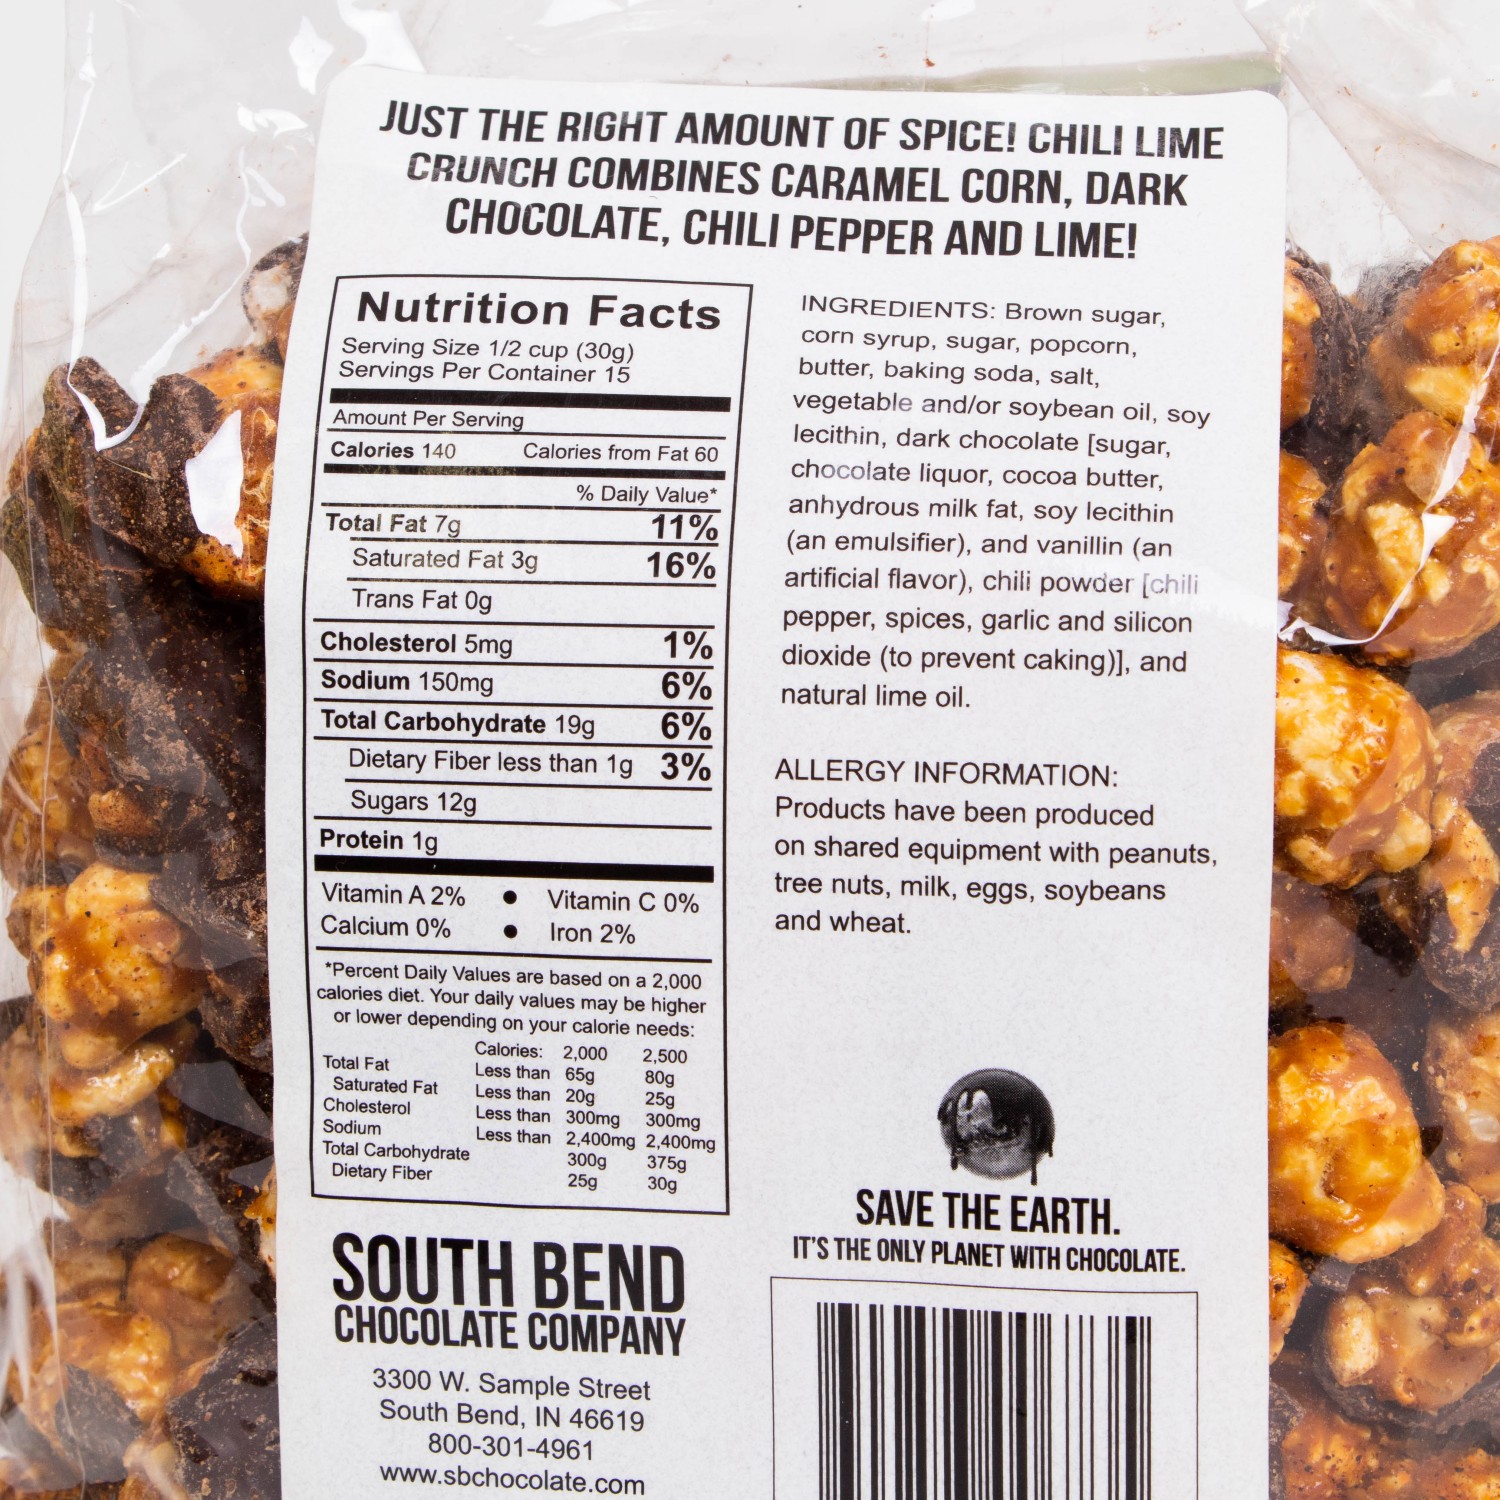 JUST THE RIGHT AMOUNT OF SPICE! CHILI LIME
CRUNCH COMBINES CARAMEL CORN, DARK
CHOCOLATE, CHILI PEPPER AND LIME!
Nutrition Facts
Serving Size 1/2 cup (30g)
Servings Per Container 15
Amount Per Serving
Calories 140 Calories from Fat 60
% Daily Value*
Total Fat 7g 11%
Saturated Fat 3g 16%
Trans Fat 0g
Cholesterol 5mg 1%
Sodium 150mg 6%
Total Carbohydrate 19g 6%
Dietary Fiber less than 1g 3%
Sugars 12g
Protein 1g
Vitamin A 2% • Vitamin C 0%
Calcium 0% • Iron 2%
*Percent Daily Values are based on a 2,000
calories diet. Your daily values may be higher
or lower depending on your calorie needs:
Calories: 2,000 2,500
Total Fat Less than 65g 80g
Saturated Fat Less than 20g 25g
Cholesterol Less than 300mg 300mg
Sodium Less than 2,400mg 2,400mg
Total Carbohydrate 300g 375g
Dietary Fiber 25g 30g
INGREDIENTS: Brown sugar,
corn syrup, sugar, popcorn,
butter, baking soda, salt,
vegetable and/or soybean oil, soy
lecithin, dark chocolate [sugar,
chocolate liquor, cocoa butter,
anhydrous milk fat, soy lecithin
(an emulsifier), and vanillin (an
artificial flavor), chili powder [chili
pepper, spices, garlic and silicon
dioxide (to prevent caking)], and
natural lime oil.
ALLERGY INFORMATION:
Products have been produced
on shared equipment with peanuts,
tree nuts, milk, eggs, soybeans
and wheat.
SAVE THE EARTH.
IT'S THE ONLY PLANET WITH CHOCOLATE.
SOUTH BEND
CHOCOLATE COMPANY
3300 W. Sample Street
South Bend, IN 46619
800-301-4961
www.sbchocolate.com